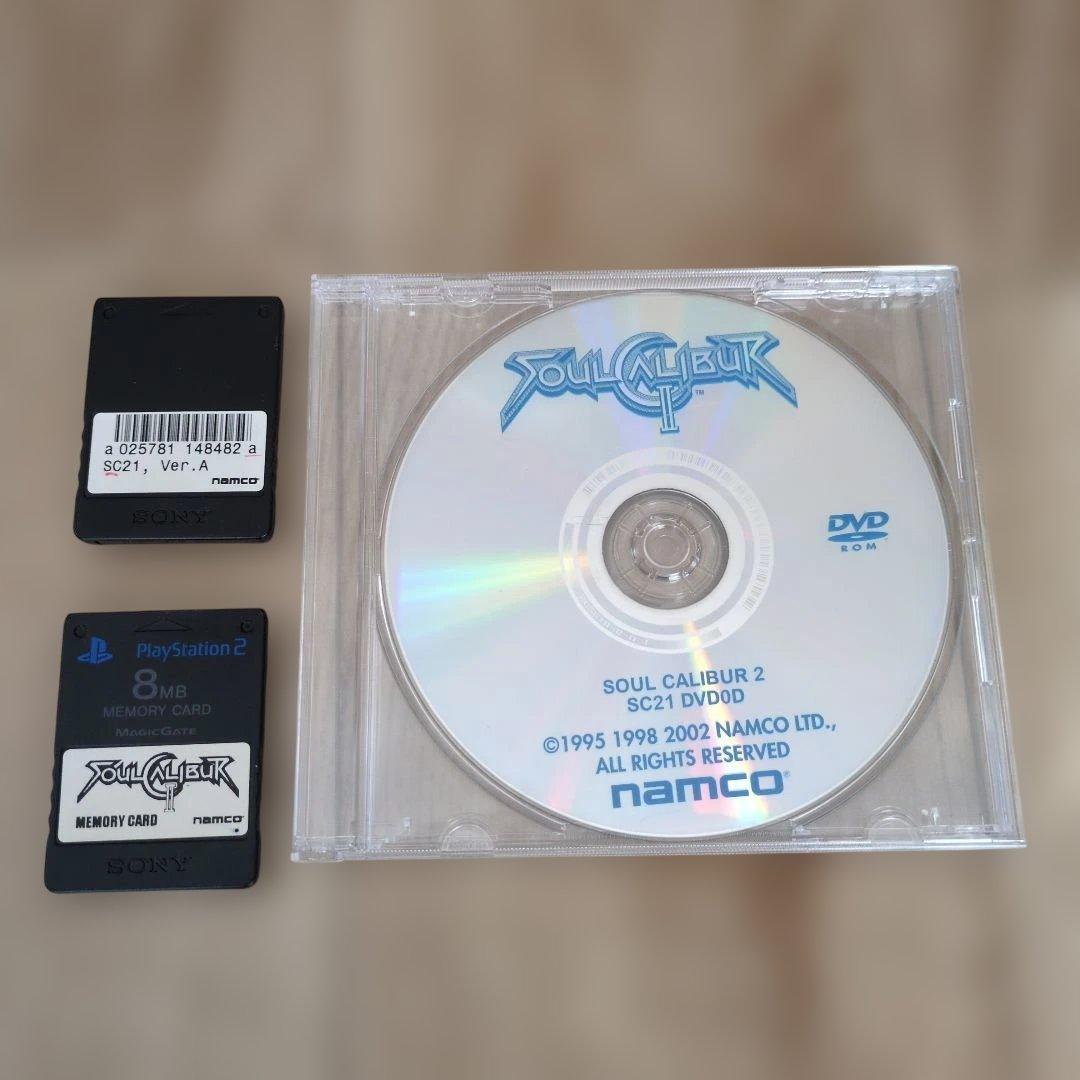 a 025781 148482 a
SC21, Ver.A
namco
SONY
PlayStation 2
8MB
MEMORY CARD
MAGICGATE
SOULCALIBUR
II
MEMORY CARD
namco
SONY
SOULCALIBUR
II
TM
DVD
ROM
SOUL CALIBUR 2
SC21 DVD0D
©1995 1998 2002 NAMCO LTD.,
ALL RIGHTS RESERVED
namco®